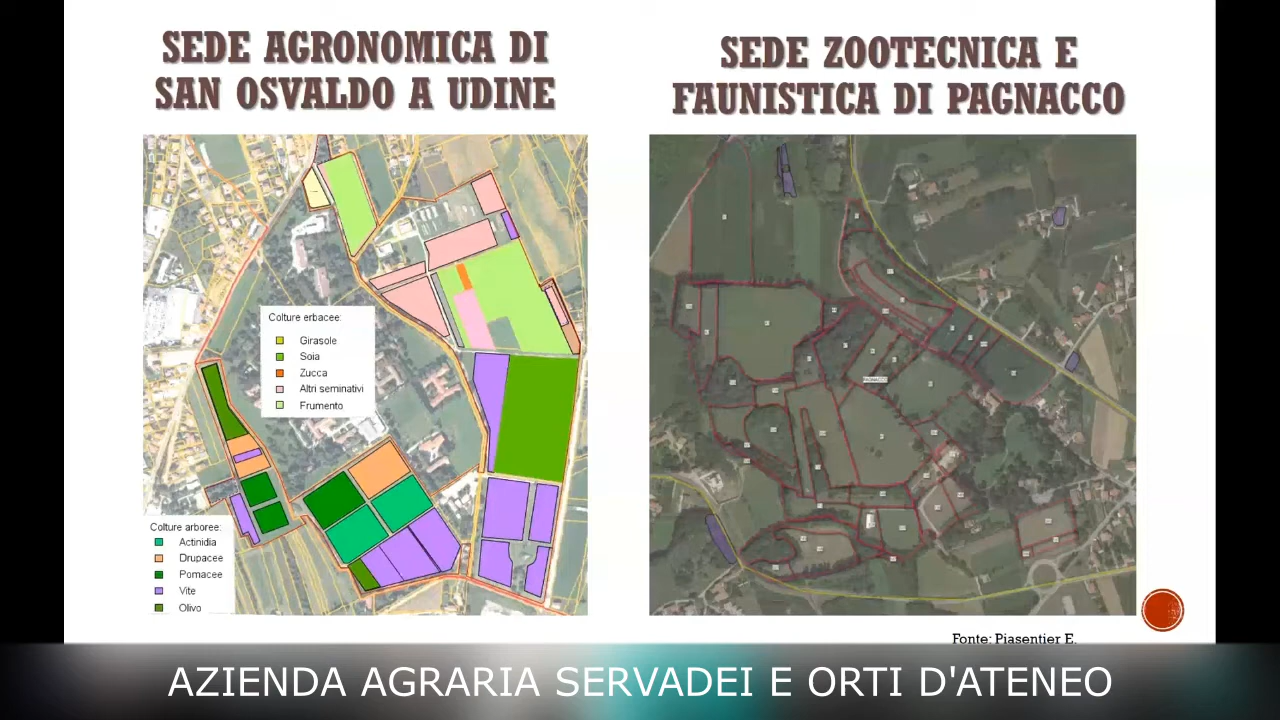 SEDE AGRONOMICA DI
SAN OSVALDO A UDINE
SEDE ZOOTECNICA E
FAUNISTICA DI PAGNACCO
Colture erbacee:
Girasole
Soia
Zucca
Altri seminativi
Frumento
Colture arboree:
Actinidia
Drupacee
Pomacee
Vite
Olivo
PAGNACCO
Fonte: Piasentier E.
AZIENDA AGRARIA SERVADEI E ORTI D'ATENEO